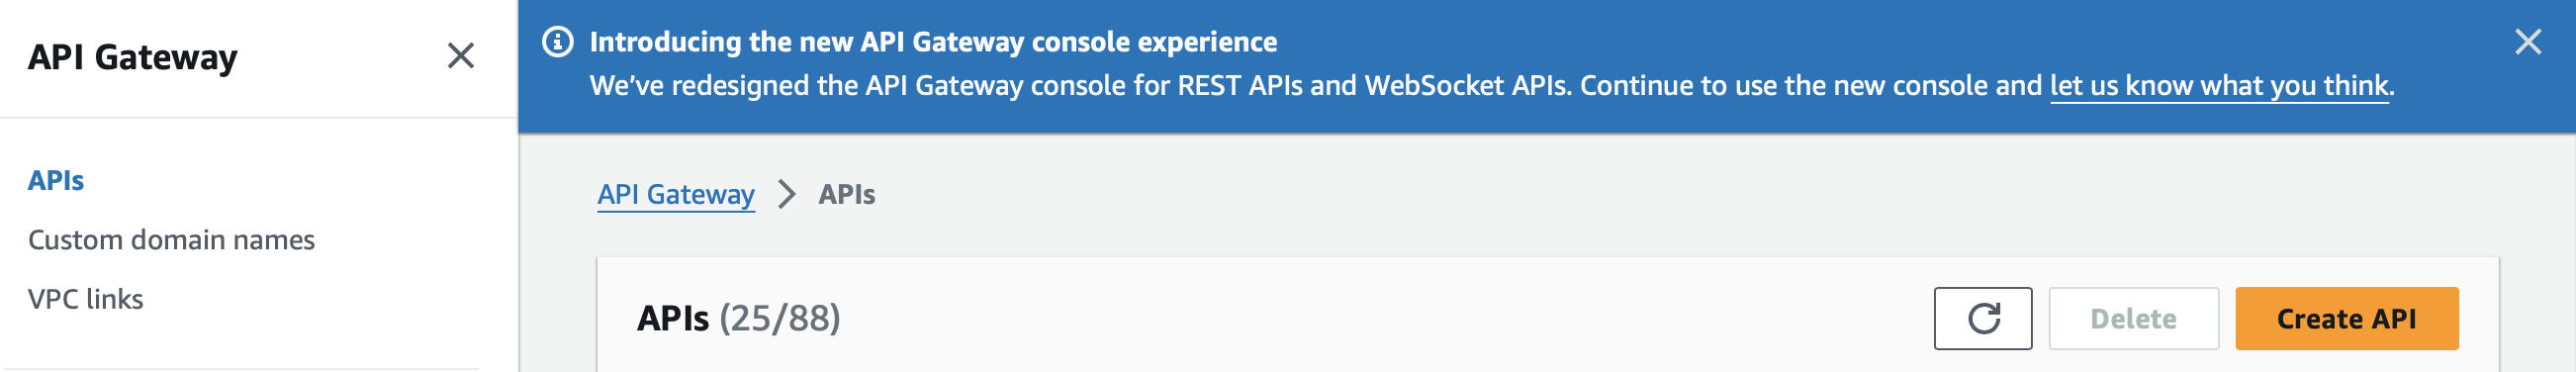 API Gateway
APIs
Custom domain names
VPC links
Introducing the new API Gateway console experience
We’ve redesigned the API Gateway console for REST APIs and WebSocket APIs. Continue to use the new console and let us know what you think.
API Gateway > APIs
APIs (25/88)
Delete
Create API